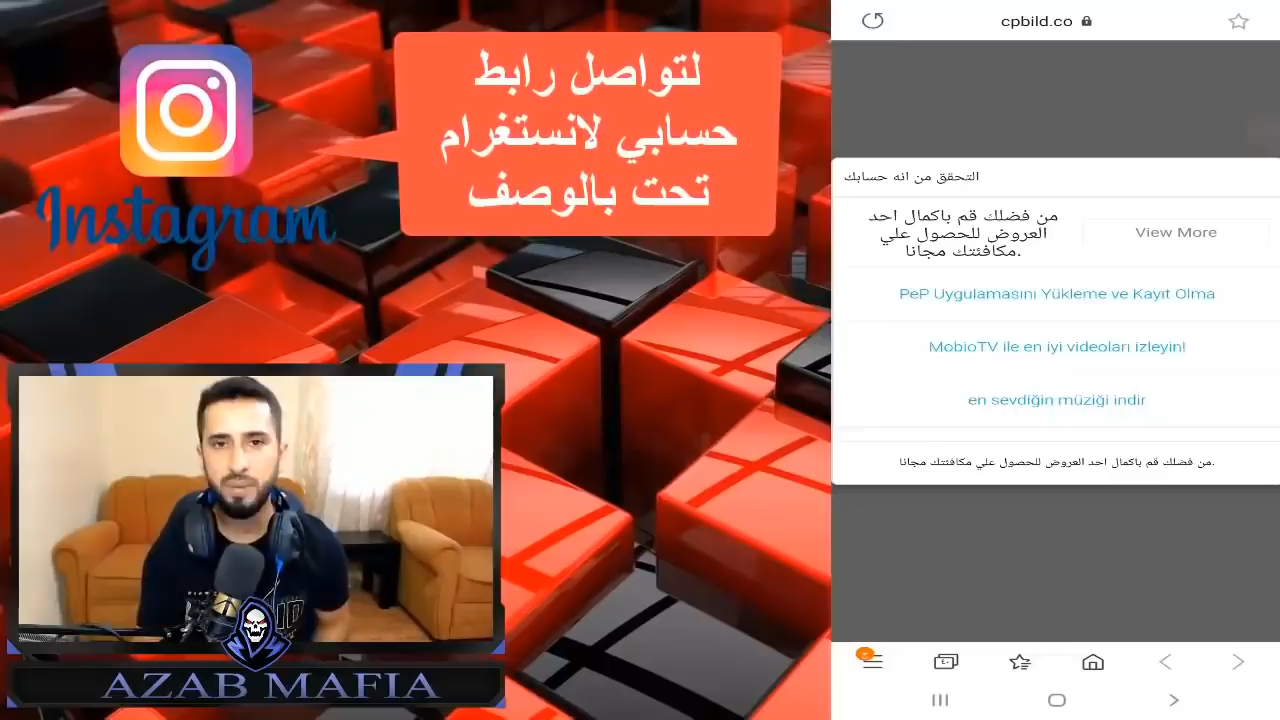 لتواصل رابط
حسابي لانستغرام
تحت بالوصف
Instagram
AZAB MAFIA
cpbild.co
التحقق من انه حسابك
من فضلك قم باكمال احد
العروض للحصول علي
مكافئتك مجانا.
View More
PeP Uygulamasını Yükleme ve Kayıt Olma
MobioTV ile en iyi videoları izleyin!
en sevdiğin müziği indir
من فضلك قم باكمال احد العروض للحصول علي مكافئتك مجانا.